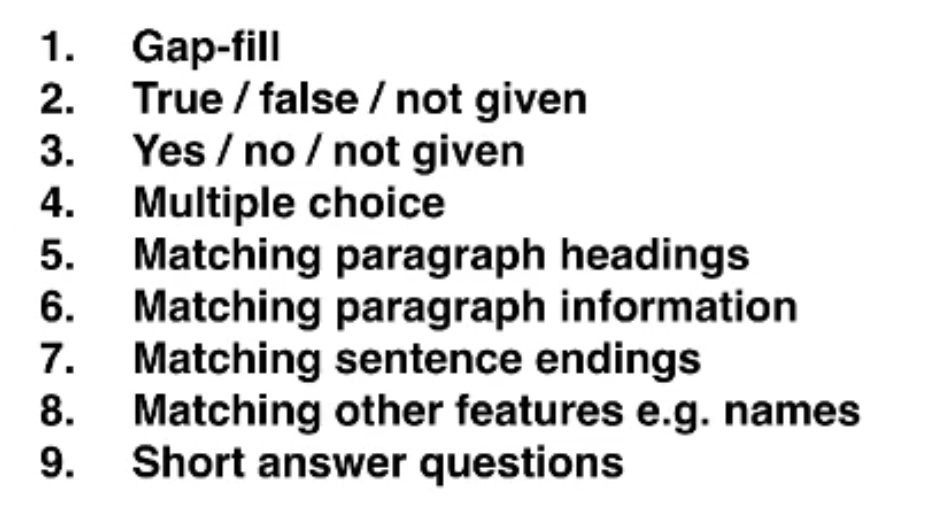 1. Gap-fill
2. True / false / not given
3. Yes / no / not given
4. Multiple choice
5. Matching paragraph headings
6. Matching paragraph information
7. Matching sentence endings
8. Matching other features e.g. names
9. Short answer questions